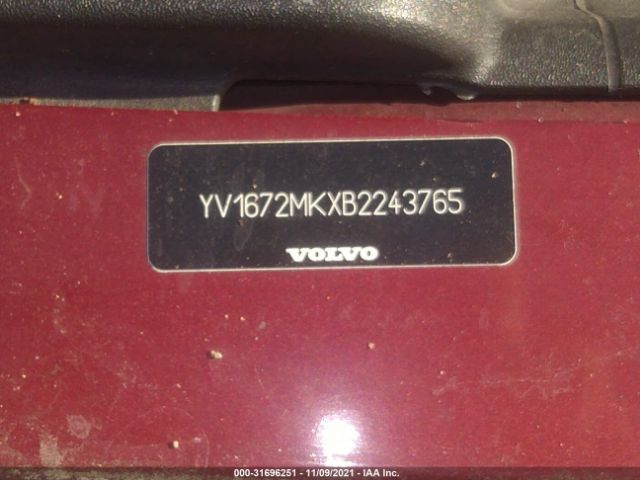 YV1672MKXB2243765
VOLVO
000-31696251 - 11/09/2021 - IAA Inc.